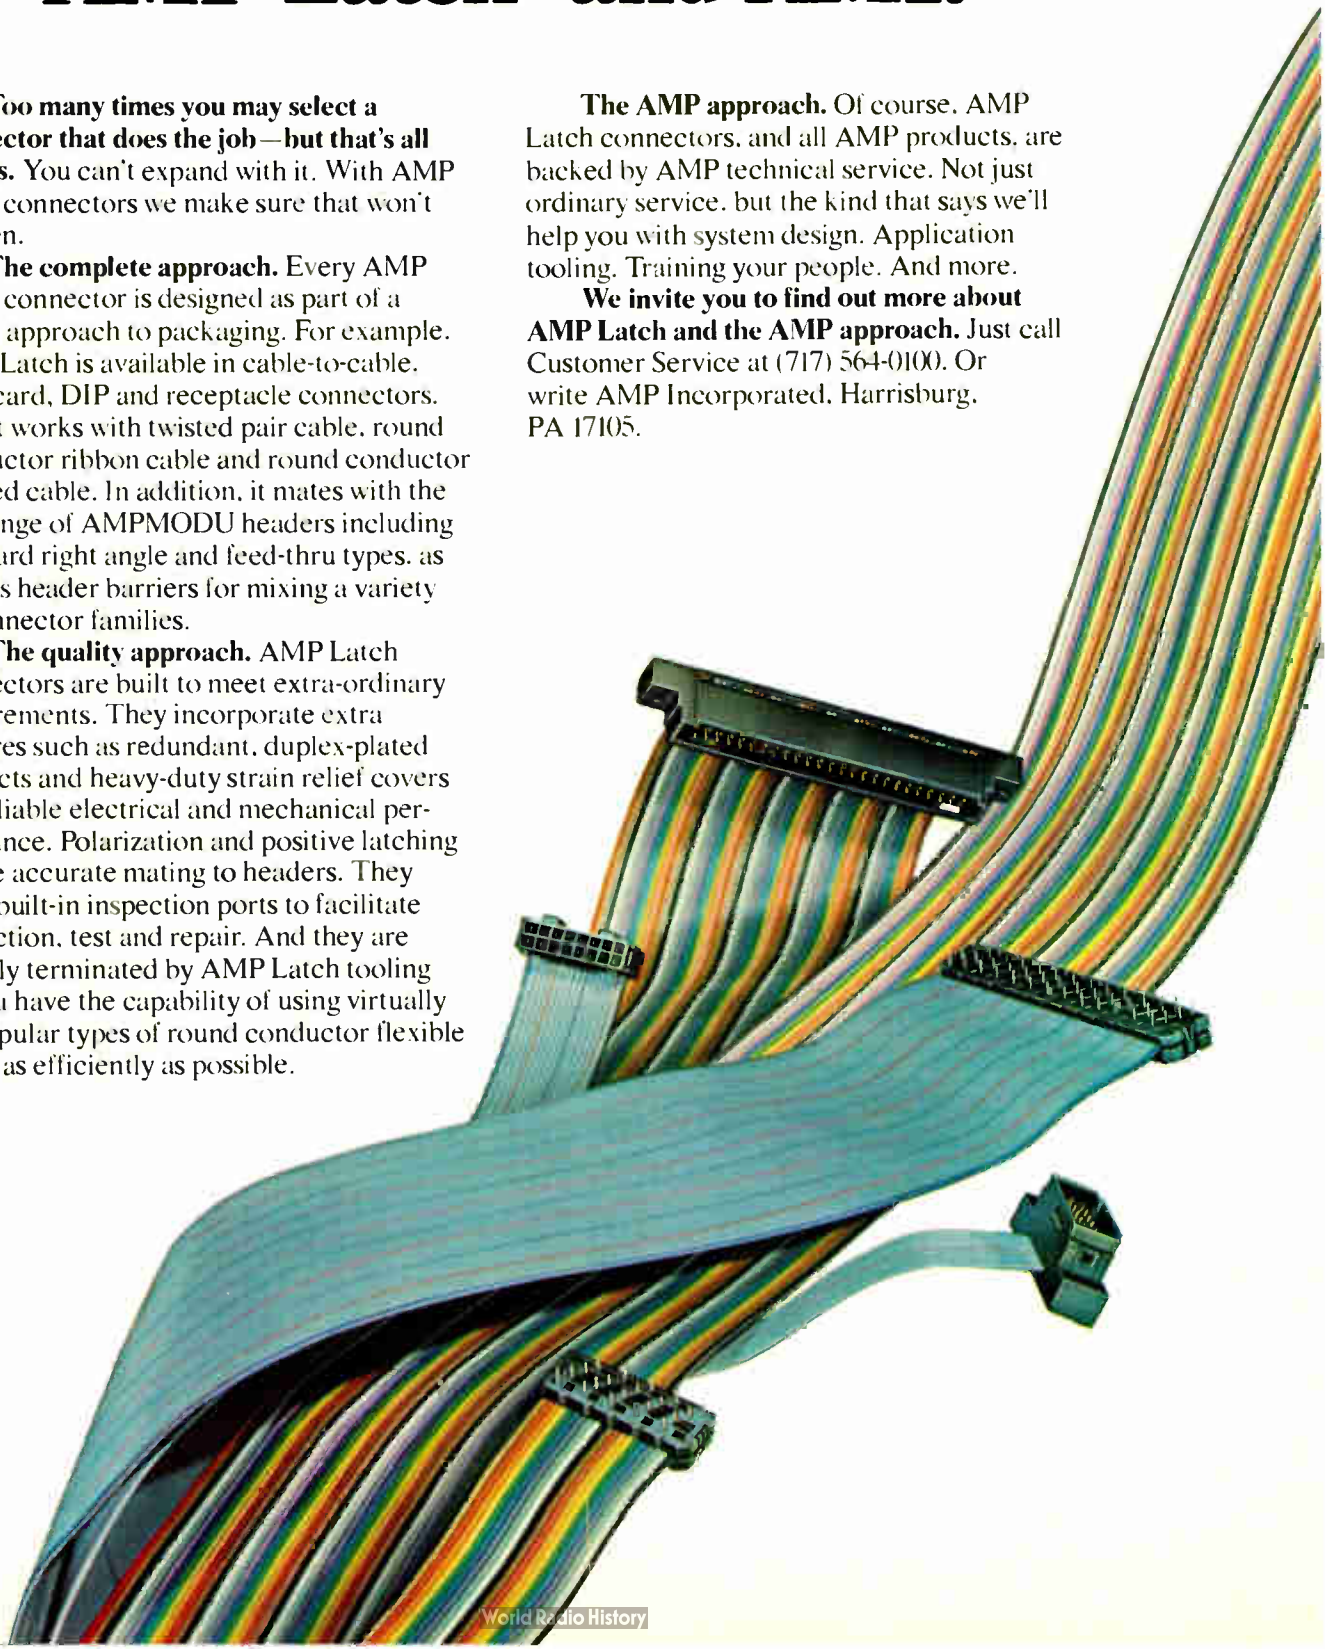 Too many times you may select a
ector that does the job—but that's all
s. You can't expand with it. With AMP
connectors we make sure that won't
n.
The complete approach. Every AMP
connector is designed as part of a
approach to packaging. For example.
Latch is available in cable-to-cable.
card, DIP and receptacle connectors.
t works with twisted pair cable. round
uctor ribbon cable and round conductor
ed cable. In addition, it mates with the
nge of AMPMODU headers including
ard right angle and feed-thru types. as
s header barriers for mixing a variety
nnector families.
The quality approach. AMP Latch
ectors are built to meet extra-ordinary
rements. They incorporate extra
res such as redundant, duplex-plated
cts and heavy-duty strain relief covers
liable electrical and mechanical per-
nce. Polarization and positive latching
e accurate mating to headers. They
built-in inspection ports to facilitate
ction, test and repair. And they are
ly terminated by AMP Latch tooling
u have the capability of using virtually
pular types of round conductor flexible
as efficiently as possible.
The AMP approach. Of course, AMP
Latch connectors, and all AMP products, are
backed by AMP technical service. Not just
ordinary service, but the kind that says we'll
help you with system design. Application
tooling. Training your people. And more.
We invite you to find out more about
AMP Latch and the AMP approach. Just call
Customer Service at (717) 564-0100. Or
write AMP Incorporated, Harrisburg,
PA 17105.
World Radio History